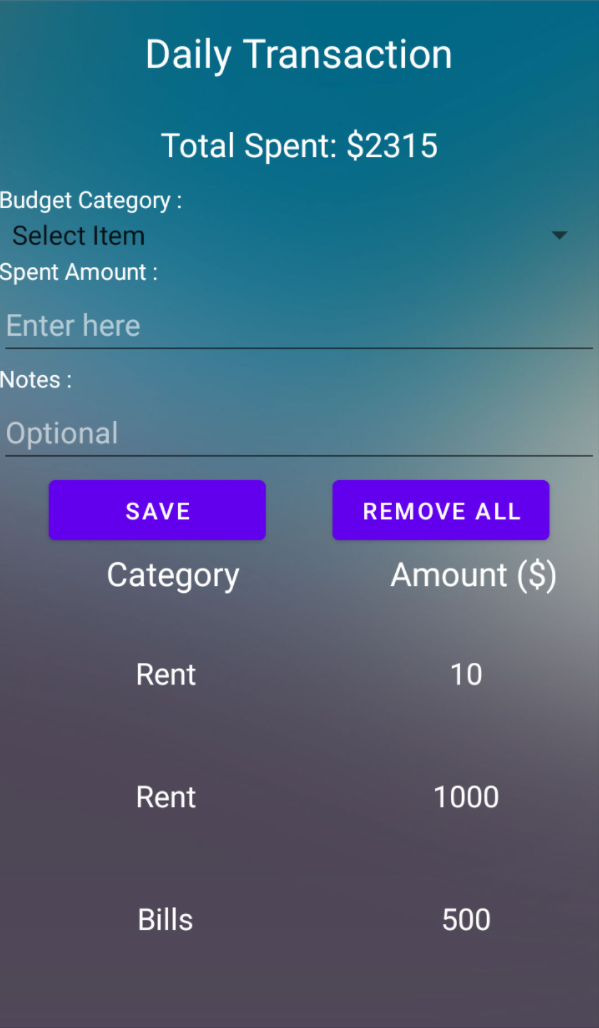 Daily Transaction
Total Spent: $2315
Budget Category :
Select Item
Spent Amount :
Enter here
Notes :
Optional
SAVE REMOVE ALL
Category Amount ($)
Rent 10
Rent 1000
Bills 500